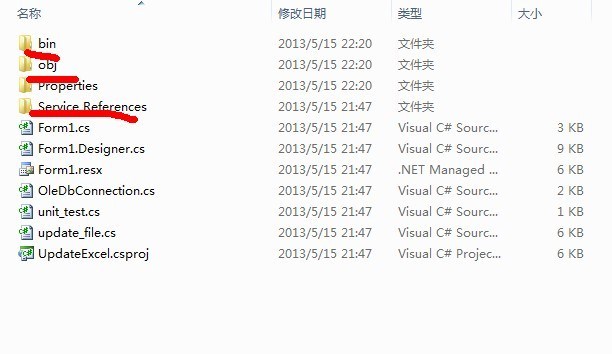 名称 修改日期 类型 大小
bin 2013/5/15 22:20 文件夹
obj 2013/5/15 22:20 文件夹
Properties 2013/5/15 22:20 文件夹
Service References 2013/5/15 21:47 文件夹
Form1.cs 2013/5/15 21:47 Visual C# Sourc... 3 KB
Form1.Designer.cs 2013/5/15 21:47 Visual C# Sourc... 9 KB
Form1.resx 2013/5/15 21:47 .NET Managed ... 6 KB
OleDbConnection.cs 2013/5/15 21:47 Visual C# Sourc... 2 KB
unit_test.cs 2013/5/15 21:47 Visual C# Sourc... 1 KB
update_file.cs 2013/5/15 21:47 Visual C# Sourc... 6 KB
UpdateExcel.csproj 2013/5/15 21:47 Visual C# Projec... 6 KB